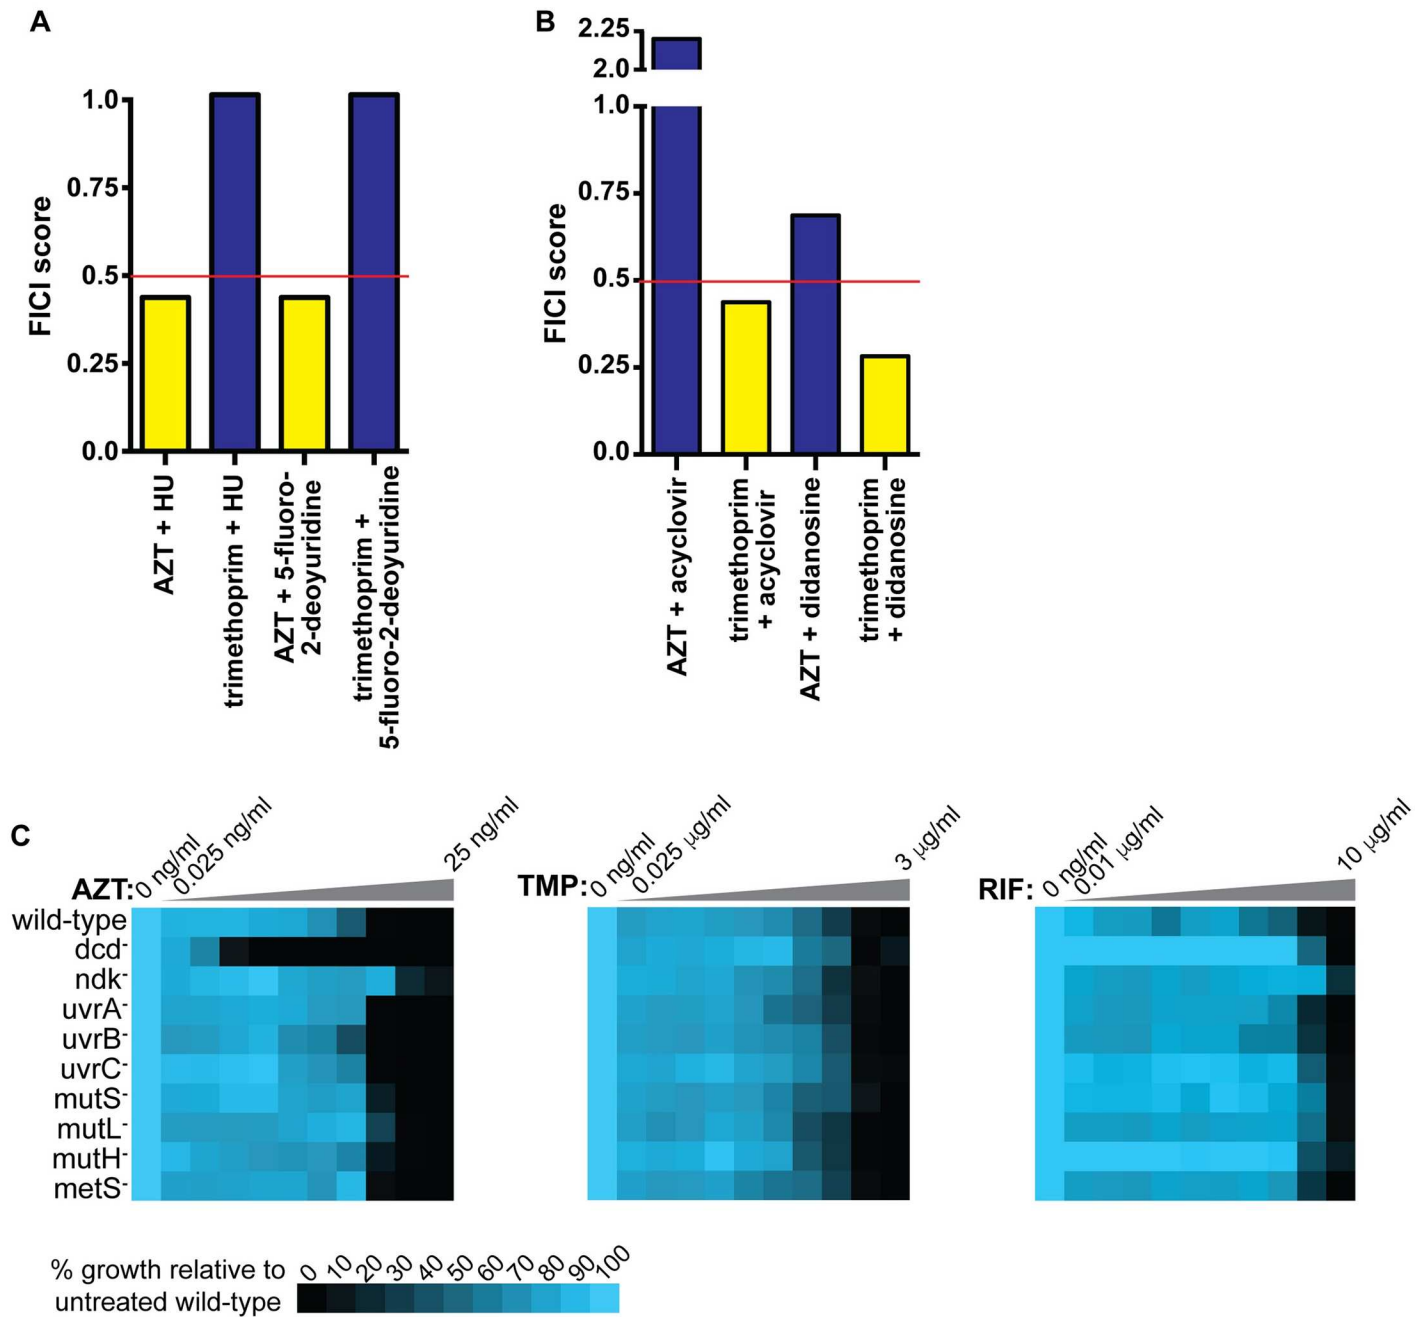 A
FICI score
1.0
0.75
0.5
0.25
0.0
AZT + HU
trimethoprim + HU
AZT + 5-fluoro-
2-deoyuridine
trimethoprim +
5-fluoro-2-deoyuridine
B
FICI score
2.25
2.0
1.0
0.75
0.5
0.25
0.0
AZT + acyclovir
trimethoprim
+ acyclovir
AZT + didanosine
trimethoprim
+ didanosine
C
AZT:
0 ng/ml
0.025 ng/ml
25 ng/ml
TMP:
0 ng/ml
0.025 µg/ml
3 µg/ml
RIF:
0 ng/ml
0.01 µg/ml
10 µg/ml
wild-type
dcd-
ndk-
uvrA-
uvrB-
uvrC-
mutS-
mutL-
mutH-
metS-
% growth relative to
untreated wild-type
0 10 20 30 40 50 60 70 80 90 100